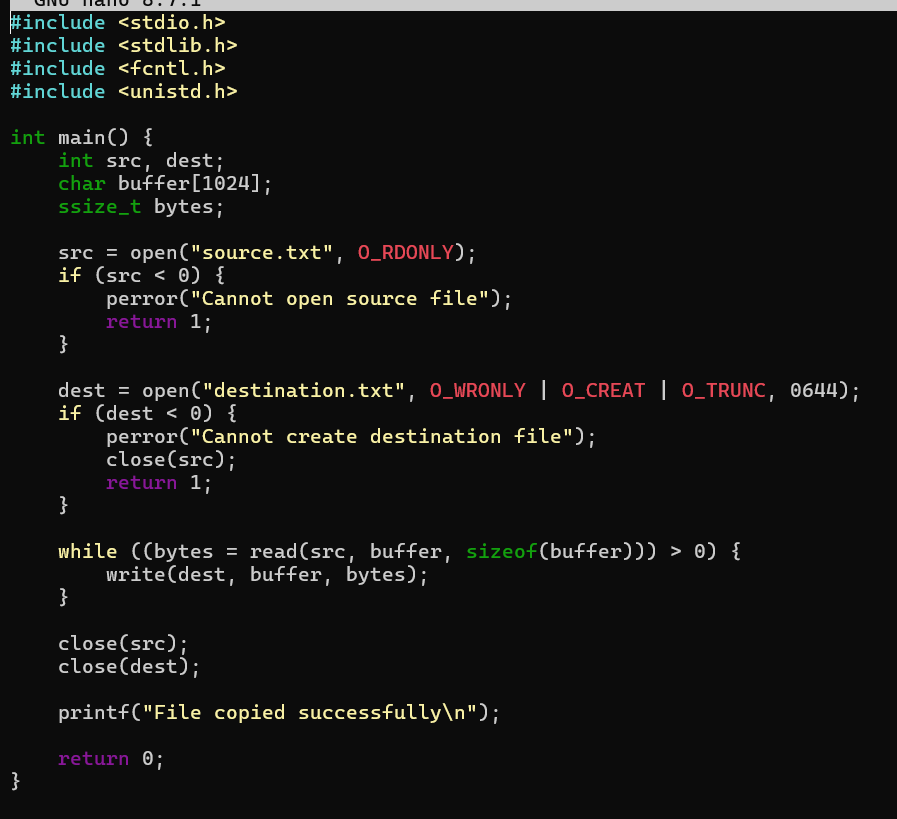 GNU nano 8.7.1
#include <stdio.h>
#include <stdlib.h>
#include <fcntl.h>
#include <unistd.h>

int main() {
    int src, dest;
    char buffer[1024];
    ssize_t bytes;

    src = open("source.txt", O_RDONLY);
    if (src < 0) {
        perror("Cannot open source file");
        return 1;
    }

    dest = open("destination.txt", O_WRONLY | O_CREAT | O_TRUNC, 0644);
    if (dest < 0) {
        perror("Cannot create destination file");
        close(src);
        return 1;
    }

    while ((bytes = read(src, buffer, sizeof(buffer))) > 0) {
        write(dest, buffer, bytes);
    }

    close(src);
    close(dest);

    printf("File copied successfully\n");

    return 0;
}